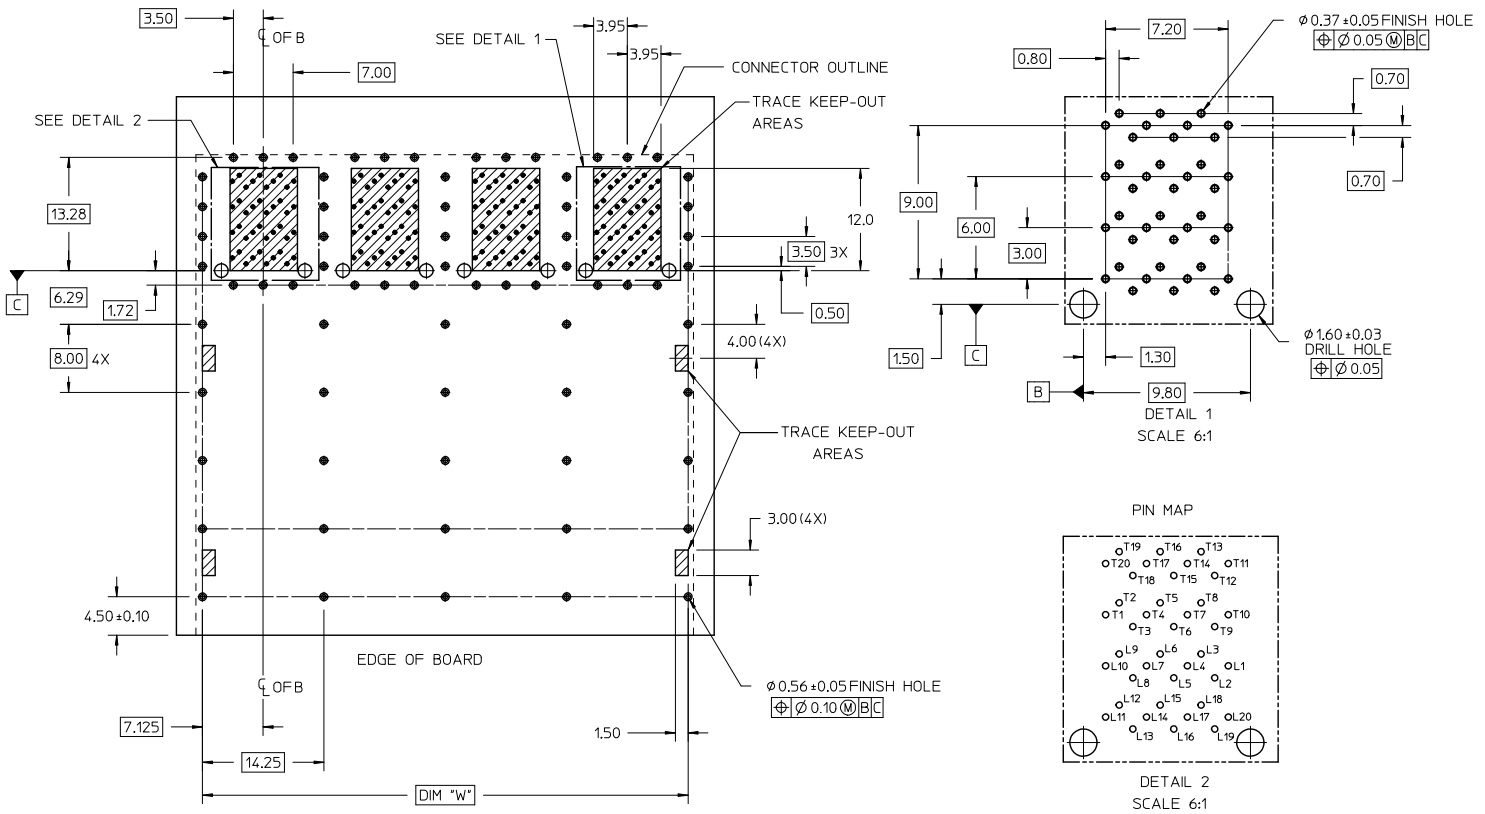 3.50
℄ OF B
7.00
SEE DETAIL 1
3.95
3.95
CONNECTOR OUTLINE
TRACE KEEP-OUT
AREAS
SEE DETAIL 2
13.28
12.0
3.50 3X
C
6.29
1.72
0.50
8.00 4X
4.00 (4X)
TRACE KEEP-OUT
AREAS
3.00 (4X)
4.50 ±0.10
EDGE OF BOARD
℄ OF B
Ø 0.56 ±0.05 FINISH HOLE
⌖ Ø 0.10 Ⓜ B C
7.125
1.50
14.25
DIM "W"
Ø 0.37 ±0.05 FINISH HOLE
⌖ Ø 0.05 Ⓜ B C
7.20
0.80
0.70
0.70
9.00
6.00
3.00
1.50
C
1.30
Ø 1.60 ±0.03
DRILL HOLE
⌖ Ø 0.05
B
9.80
DETAIL 1
SCALE 6:1
PIN MAP
T19 T16 T13
T20 T17 T14 T11
T18 T15 T12
T2 T5 T8
T1 T4 T7 T10
T3 T6 T9
L9 L6 L3
L10 L7 L4 L1
L8 L5 L2
L12 L15 L18
L11 L14 L17 L20
L13 L16 L19
DETAIL 2
SCALE 6:1